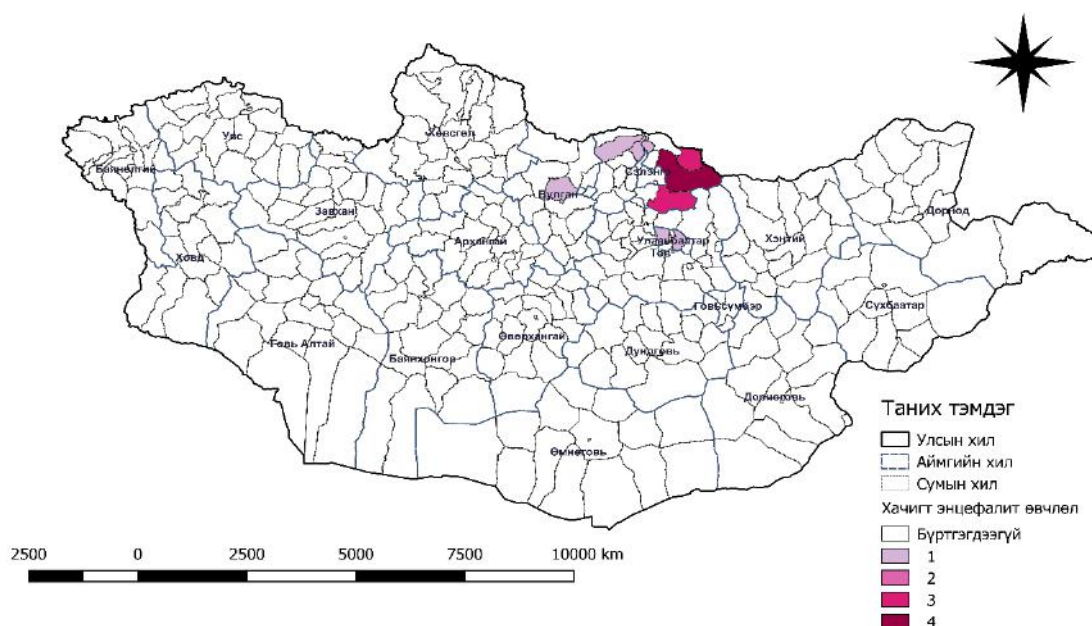 Хөвсгөл
Увс
Баянөлгий
Сэлэнгэ
Булган
Завхан
Дорнод
Архангай
Улаанбаатар
Төв
Хэнтий
Ховд
Говьсүмбэр
Сүхбаатар
Говь Алтай
Өвөрхангай
Баянхонгор
Дундговь
Дорноговь
Өмнөговь
Таних тэмдэг
Улсын хил
Аймгийн хил
Сумын хил
Хачигт энцефалит өвчлөл
Бүртгэгдээгүй
1
2
3
4
2500 0 2500 5000 7500 10000 km